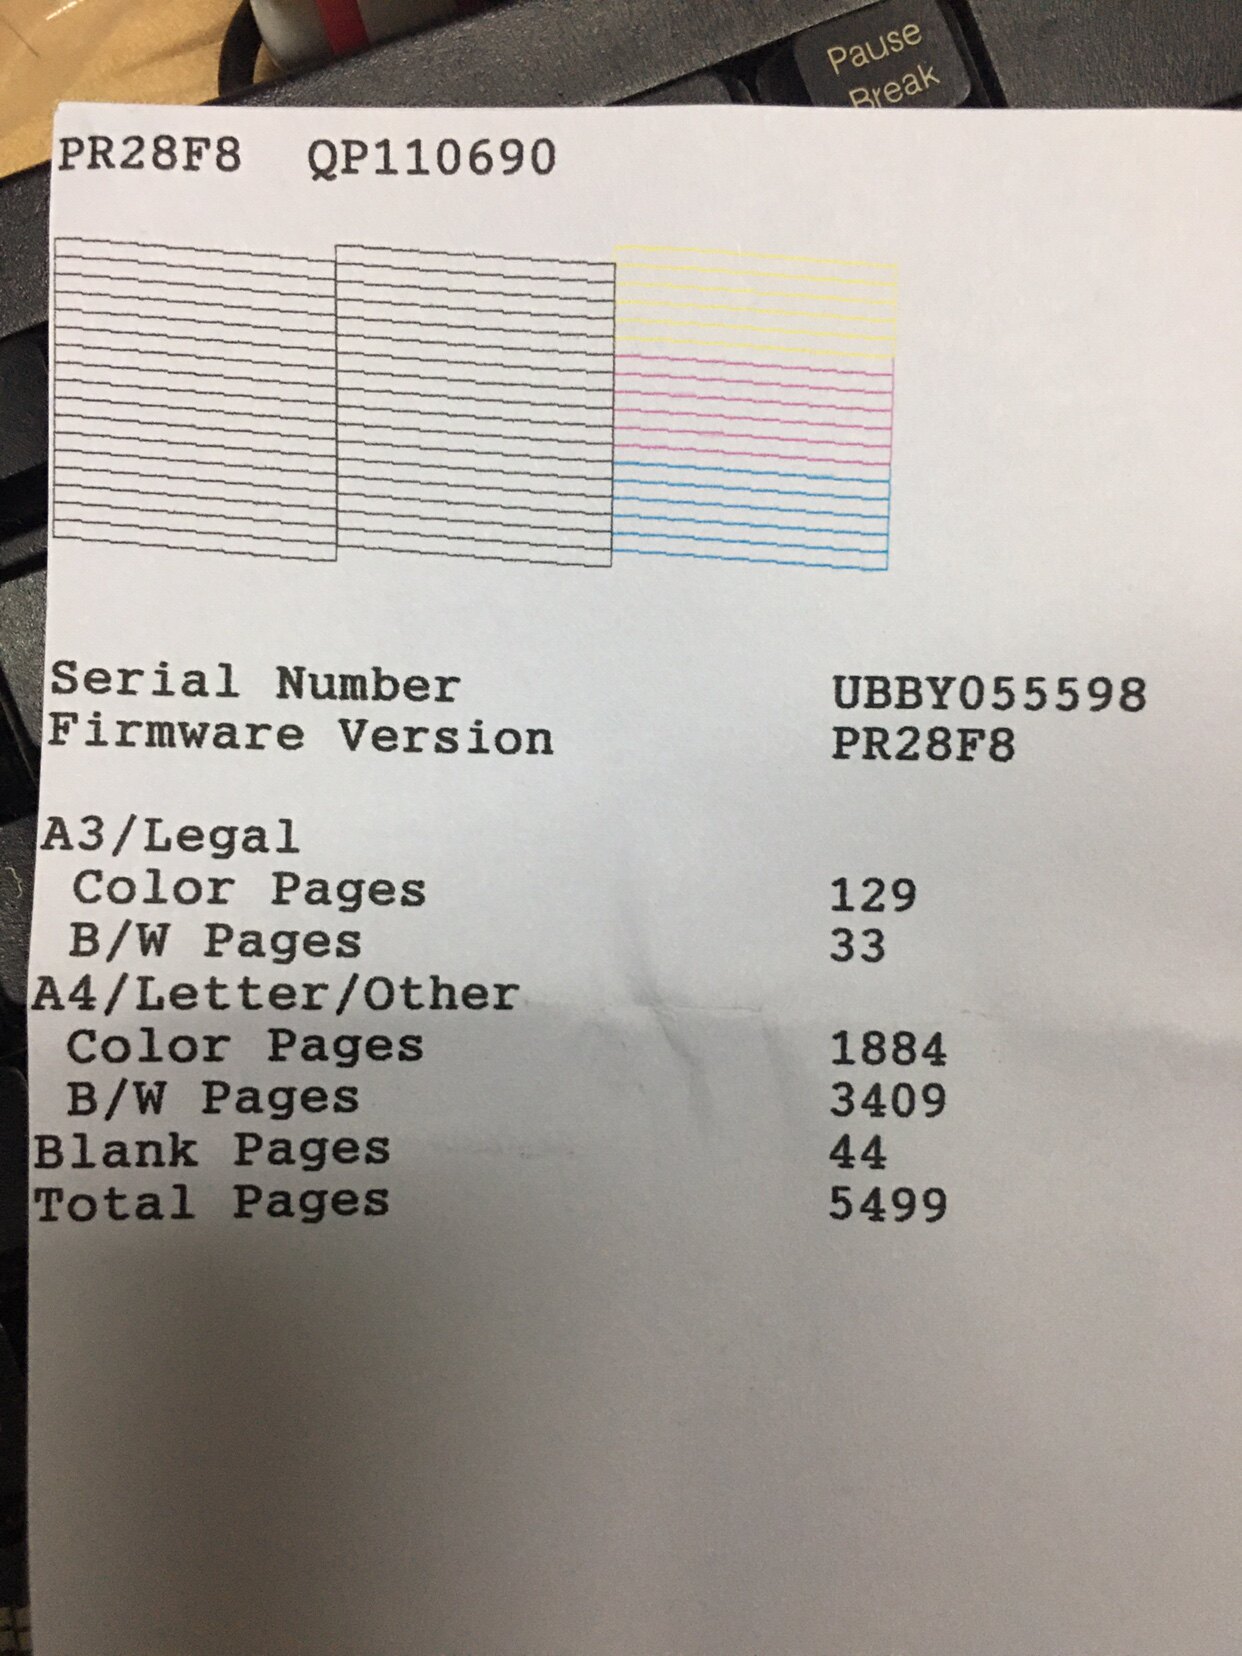 Pause
Break
PR28F8 QP110690
Serial Number UBBY055598
Firmware Version PR28F8
A3/Legal
Color Pages 129
B/W Pages 33
A4/Letter/Other
Color Pages 1884
B/W Pages 3409
Blank Pages 44
Total Pages 5499